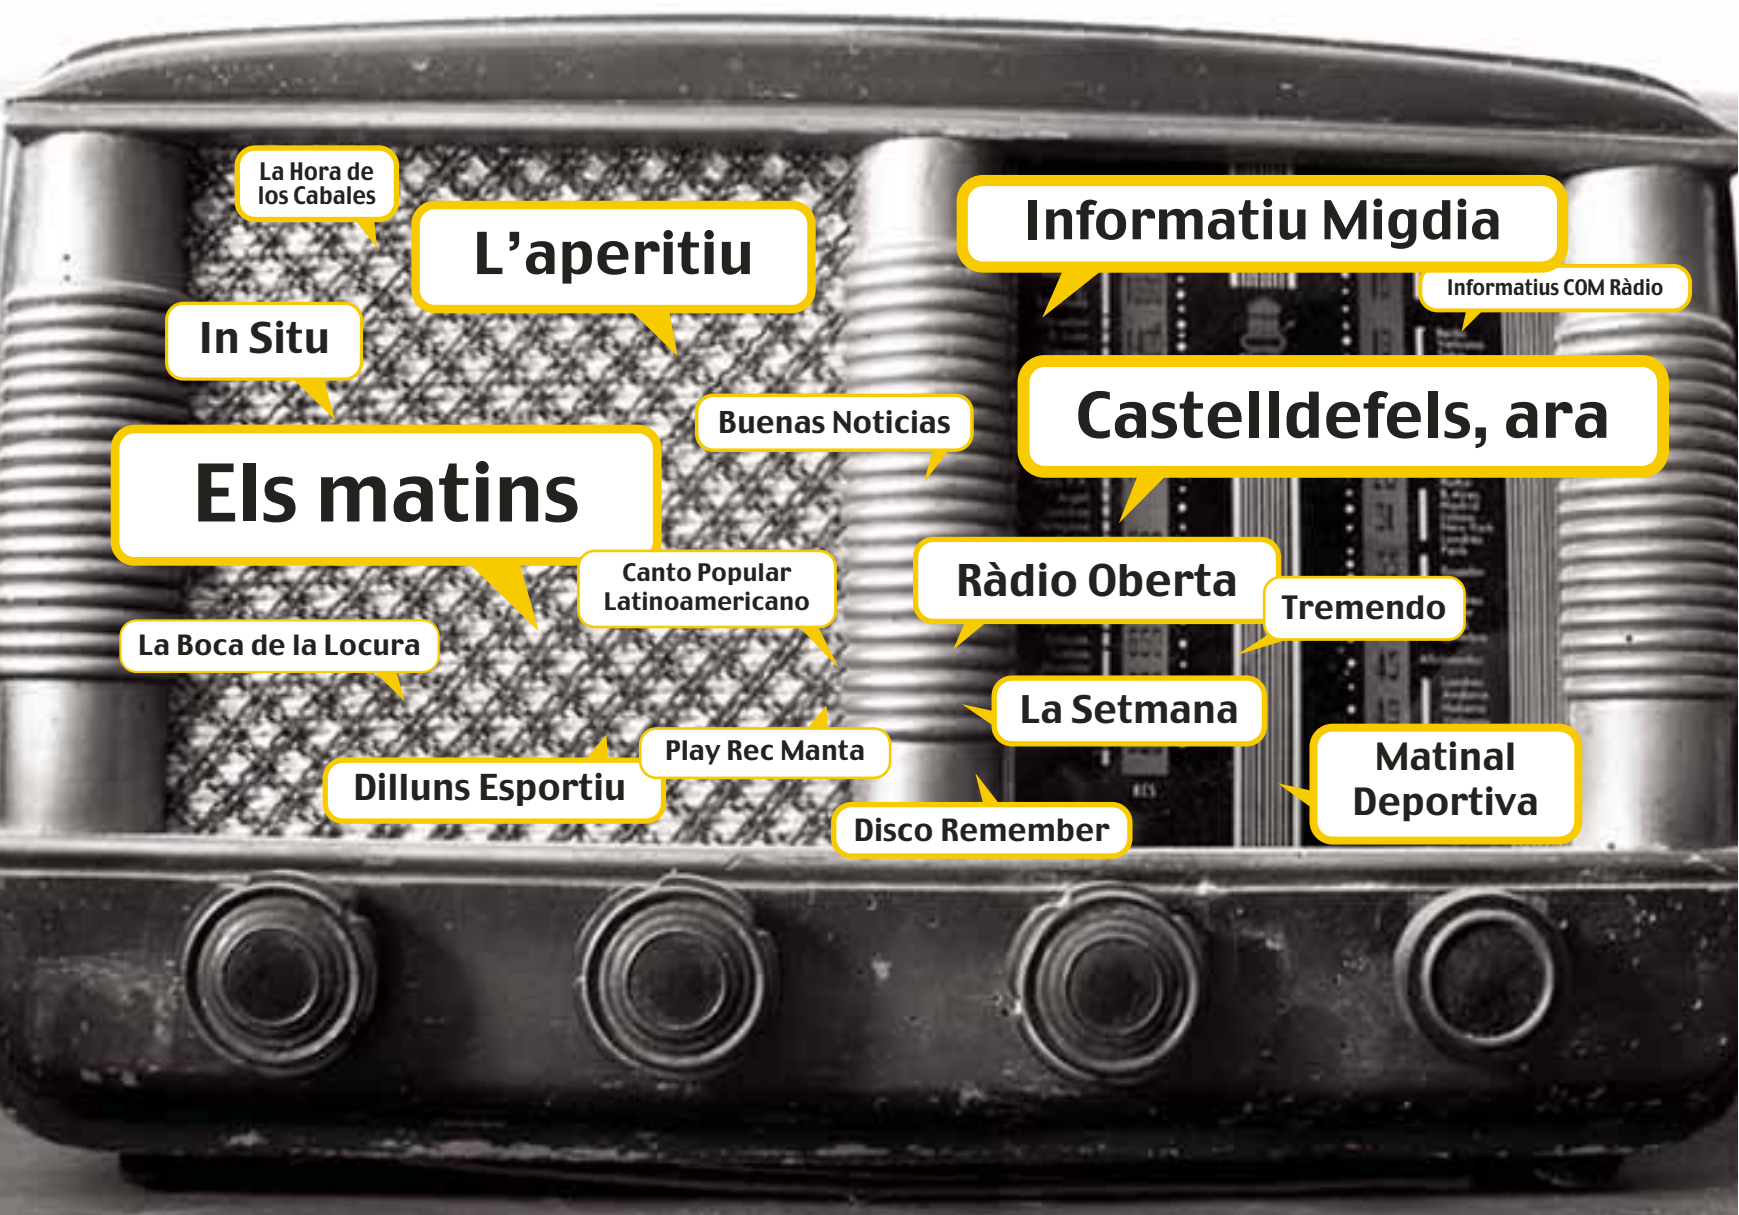 La Hora de
los Cabales
L'aperitiu
Informatiu Migdia
Informatius COM Ràdio
In Situ
Castelldefels, ara
Buenas Noticias
Els matins
Canto Popular
Latinoamericano
Ràdio Oberta
Tremendo
La Boca de la Locura
La Setmana
Play Rec Manta
Dilluns Esportiu
Matinal
Deportiva
Disco Remember